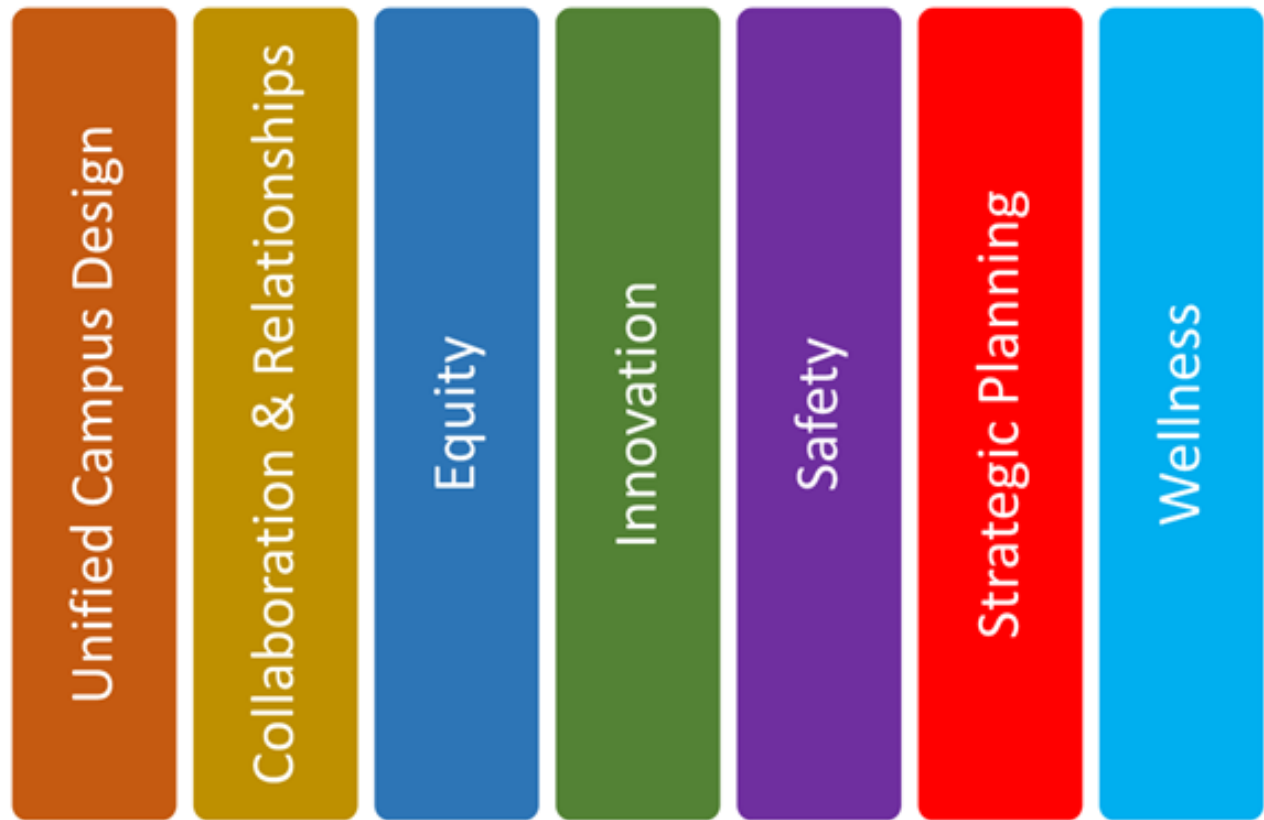 Unified Campus Design
Collaboration & Relationships
Equity
Innovation
Safety
Strategic Planning
Wellness